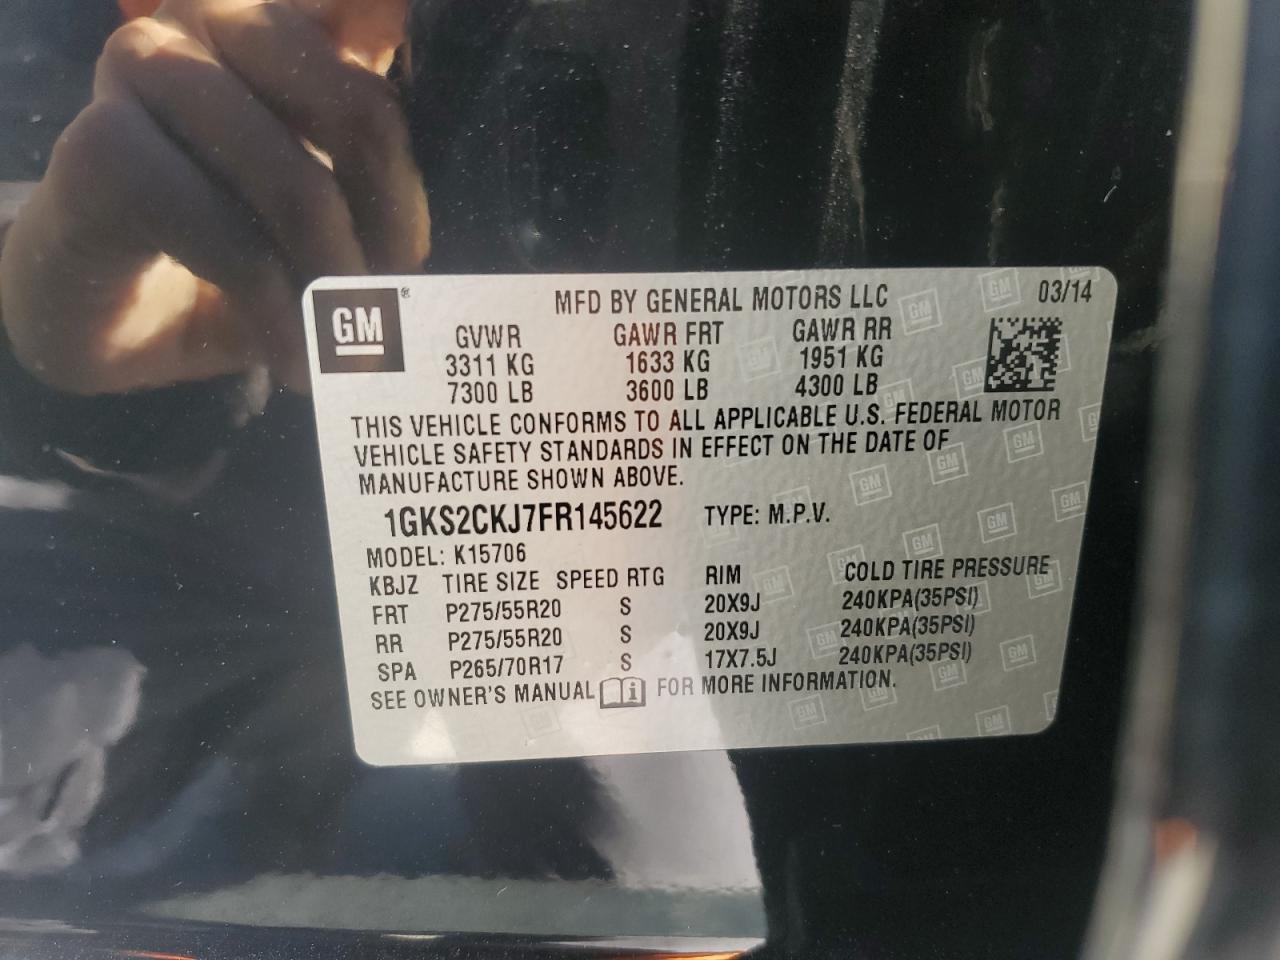 GM ® MFD BY GENERAL MOTORS LLC 03/14
GVWR GAWR FRT GAWR RR
3311 KG 1633 KG 1951 KG
7300 LB 3600 LB 4300 LB
THIS VEHICLE CONFORMS TO ALL APPLICABLE U.S. FEDERAL MOTOR
VEHICLE SAFETY STANDARDS IN EFFECT ON THE DATE OF
MANUFACTURE SHOWN ABOVE.
1GKS2CKJ7FR145622 TYPE: M.P.V.
MODEL: K15706
KBJZ TIRE SIZE SPEED RTG RIM COLD TIRE PRESSURE
FRT P275/55R20 S 20X9J 240KPA(35PSI)
RR P275/55R20 S 20X9J 240KPA(35PSI)
SPA P265/70R17 S 17X7.5J 240KPA(35PSI)
SEE OWNER'S MANUAL i FOR MORE INFORMATION.